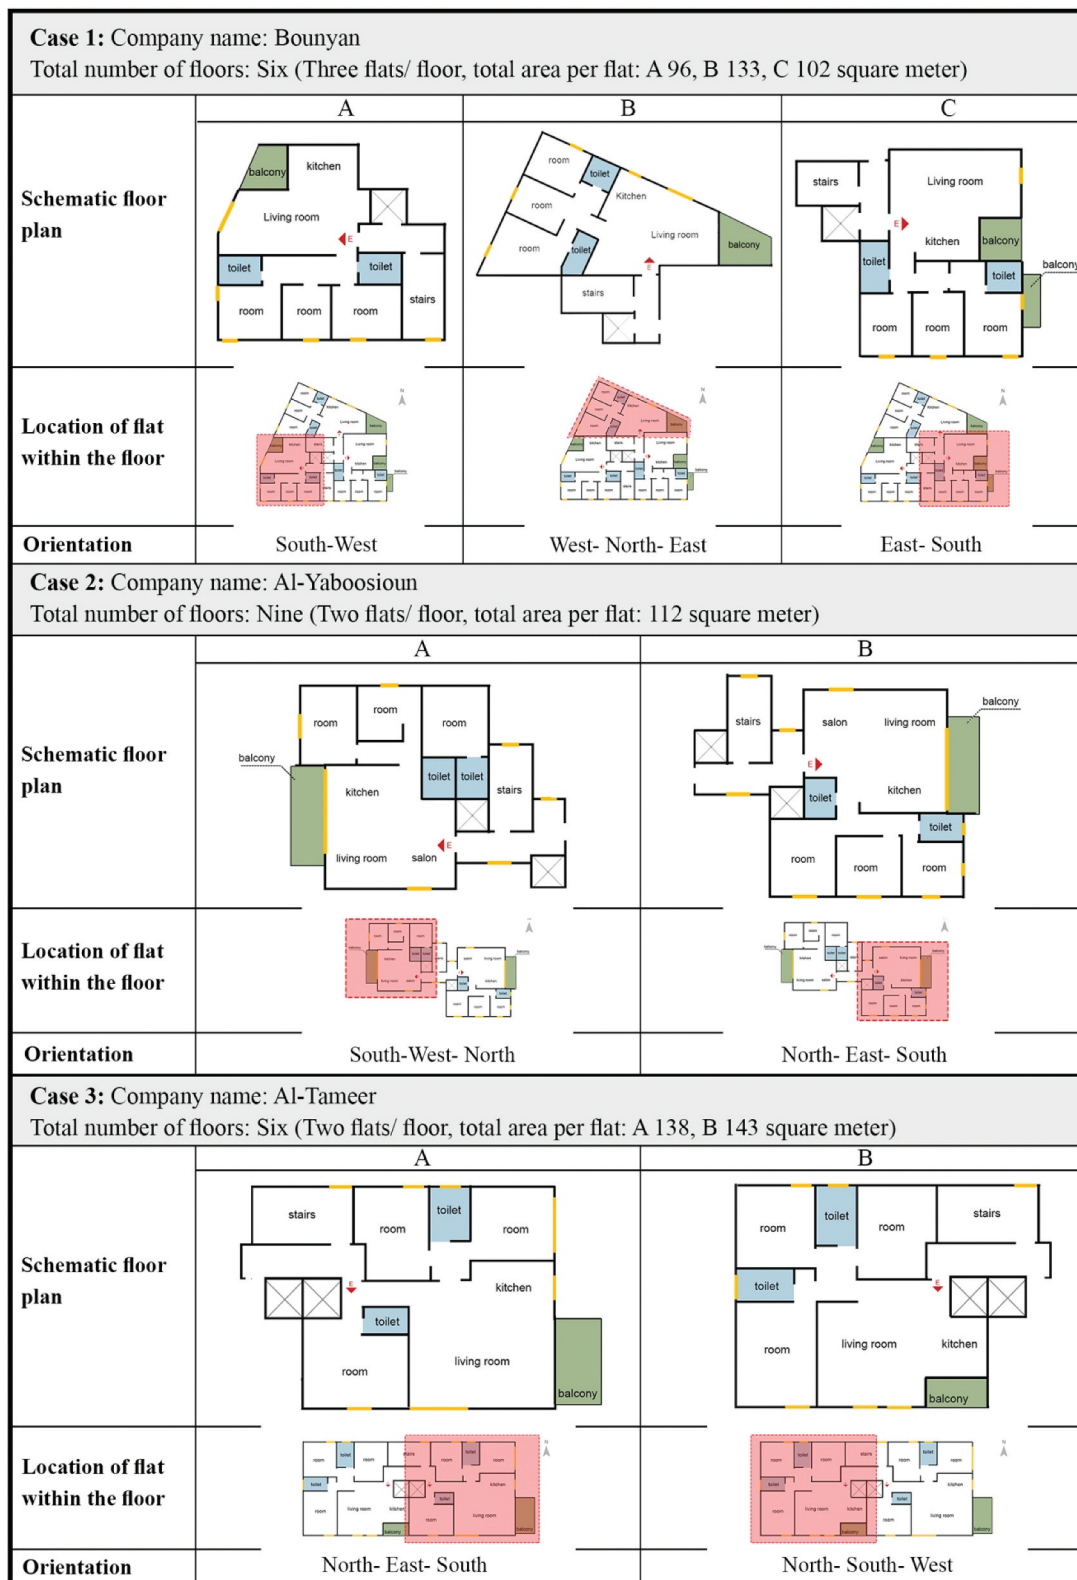 Case 1: Company name: Bounyan
Total number of floors: Six (Three flats/ floor, total area per flat: A 96, B 133, C 102 square meter)
A
B
C
Schematic floor
plan
balcony
kitchen
Living room
E
toilet
toilet
stairs
room
room
room
room
toilet
Kitchen
room
Living room
balcony
room
toilet
E
stairs
stairs
Living room
E
kitchen
balcony
toilet
toilet
balcony
room
room
room
Location of flat
within the floor
N
N
N
Orientation
South-West
West- North- East
East- South
Case 2: Company name: Al-Yaboosioun
Total number of floors: Nine (Two flats/ floor, total area per flat: 112 square meter)
A
B
Schematic floor
plan
room
room
room
balcony
toilet
toilet
stairs
kitchen
living room
salon
E
balcony
stairs
salon
living room
E
toilet
kitchen
toilet
room
room
room
Location of flat
within the floor
Orientation
South-West- North
North- East-South
Case 3: Company name: Al-Tameer
Total number of floors: Six (Two flats/ floor, total area per flat: A 138, B 143 square meter)
A
B
Schematic floor
plan
stairs
room
toilet
room
E
kitchen
toilet
room
living room
balcony
room
toilet
room
stairs
toilet
E
room
living room
kitchen
balcony
Location of flat
within the floor
N
N
Orientation
North- East- South
North- South- West